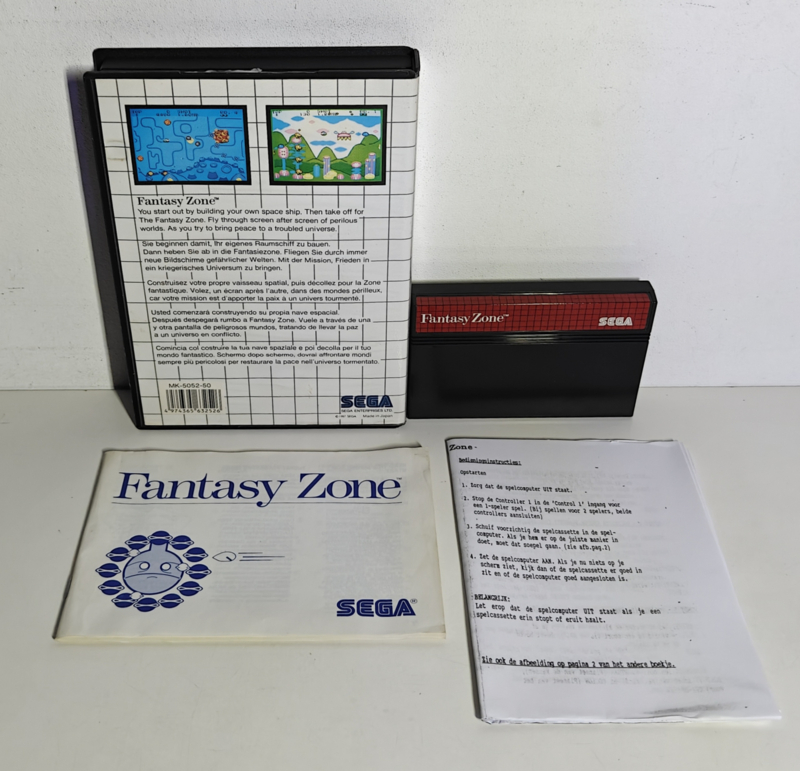 Fantasy Zone™
You start out by building your own space ship. Then take off for
The Fantasy Zone. Fly through screen after screen of perilous
worlds. As you try to bring peace to a troubled universe.
Sie beginnen damit, Ihr eigenes Raumschiff zu bauen.
Dann heben Sie ab in die Fantasiezone. Fliegen Sie durch immer
neue Bildschirme gefährlicher Welten. Mit der Mission, Frieden in
ein kriegerisches Universum zu bringen.
Construisez votre propre vaisseau spatial, puis décollez pour la Zone
fantastique. Volez, un écran après l'autre, dans des mondes périlleux,
car votre mission est d'apporter la paix à un univers tourmenté.
Usted comenzará construyendo su propia nave espacial.
Después despegará rumbo a Fantasy Zone. Vuele a través de una
y otra pantalla de peligrosos mundos, tratando de llevar la paz
a un universo en conflicto.
Comincia col costruire la tua nave spaziale e poi decolla per il tuo
mondo fantastico. Schermo dopo schermo, dovrai affrontare mondi
sempre più pericolosi per restaurare la pace nell'universo tormentato.
MK-5052-50
4 974365 632526
SEGA
SEGA ENTERPRISES LTD.
Made in Japan
Fantasy Zone™
SEGA
Fantasy Zone
SEGA®
Zone-
Bedieningsinstructies:
Opstarten
1. Zorg dat de spelcomputer UIT staat.
2. Stop de Controller 1 in de 'Control 1' ingang voor
een 1-speler spel. (Bij spellen voor 2 spelers, beide
controllers aansluiten)
3. Schuif voorzichtig de spelcassette in de spel-
computer. Als je hem er op de juiste manier in
doet, moet dat soepel gaan. (zie afb.pag.2)
4. Zet de spelcomputer AAN. Als je nu niets op je
scherm ziet, kijk dan of de spelcassette er goed in
zit en of de spelcomputer goed aangesloten is.
BELANGRIJK:
Let erop dat de spelcomputer UIT staat als je een
spelcassette erin stopt of eruit haalt.
Zie ook de afbeelding op pagina 2 van het andere boekje.